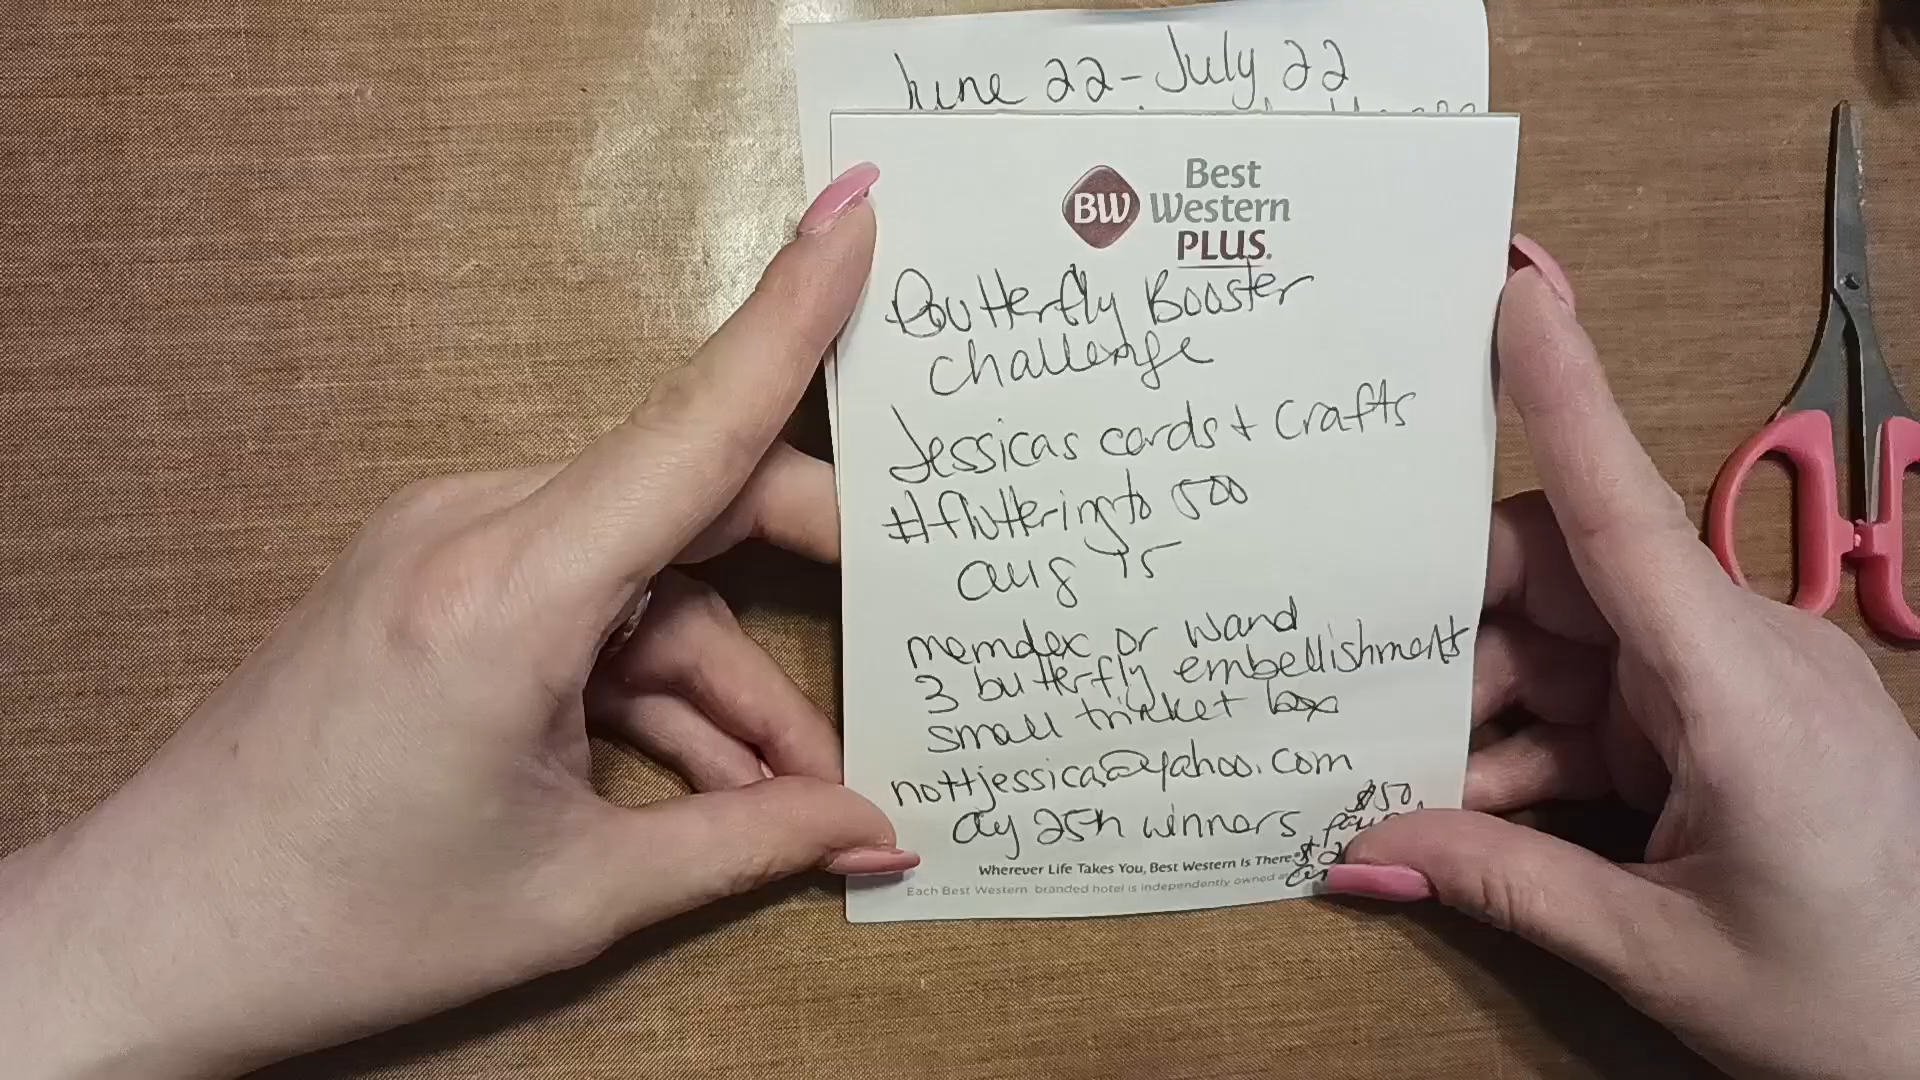 June 22 - July 22
BW Best
Western
PLUS.
Butterfly Booster
challenge
Jessicas cards + Crafts
#flutteringto 500
aug 15
memdex or wand
3 butterfly embellishments
small trinket box
nottjessica@yahoo.com
$50
25th winners
Wherever Life Takes You, Best Western Is There.
Each Best Western branded hotel is independently owned